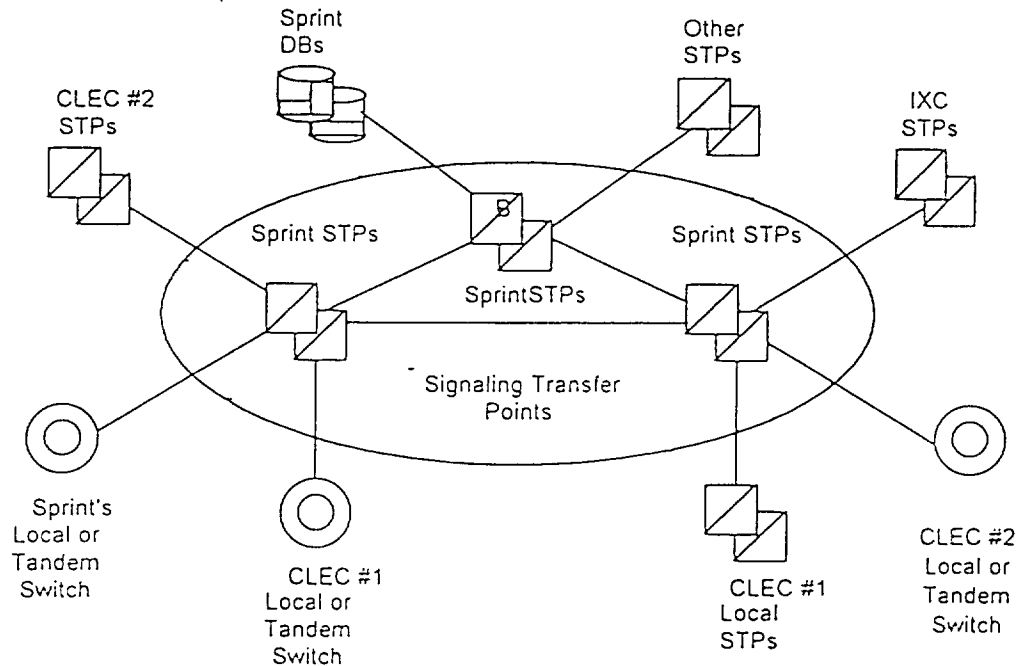 Sprint
DBs
Other
STPs
CLEC #2
STPs
IXC
STPs
B
Sprint STPs
Sprint STPs
SprintSTPs
Signaling Transfer
Points
Sprint's
Local or
Tandem
Switch
CLEC #1
Local or
Tandem
Switch
CLEC #1
Local
STPs
CLEC #2
Local or
Tandem
Switch